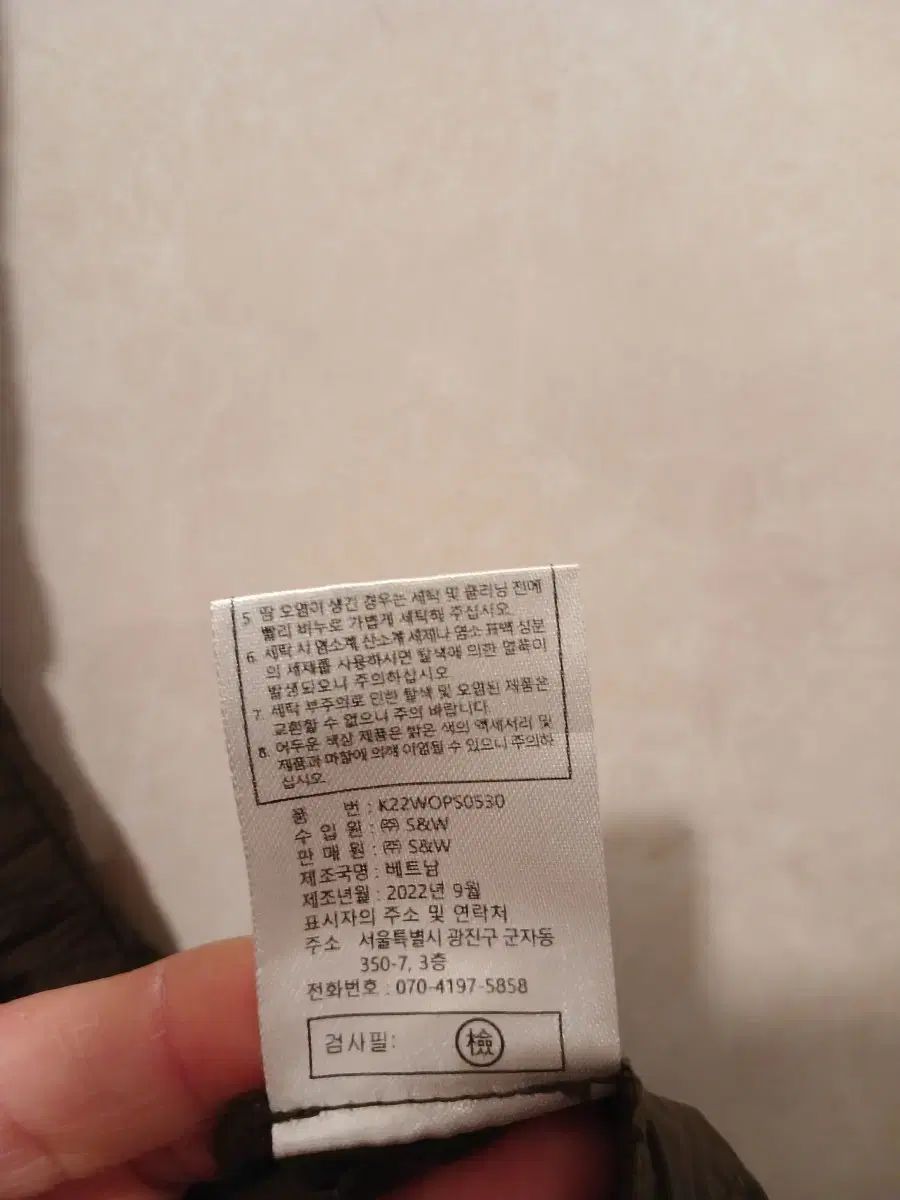 5. 땀 오염이 생긴 경우는 세탁 및 클리닝 전에
빨리 비누로 가볍게 세탁해 주십시오.
6. 세탁 시 염소계, 산소계 세제나 염소 표백 성분
의 세제를 사용하시면 탈색에 의한 얼룩이
발생되오니 주의하십시오
7. 세탁 부주의로 인한 탈색 및 오염된 제품은
교환할 수 없으니 주의 바랍니다.
8. 어두운 색상 제품은 밝은 색의 액세서리 및
제품과 마찰에 의해 이염될 수 있으니 주의하
십시오.
품 번 : K22WOPS0530
수 입 원 : ㈜ S&W
판 매 원 : ㈜ S&W
제조국명 : 베트남
제조년월 : 2022년 9월
표시자의 주소 및 연락처
주소 서울특별시 광진구 군자동
350-7, 3층
전화번호 : 070-4197-5858
검사필: 檢